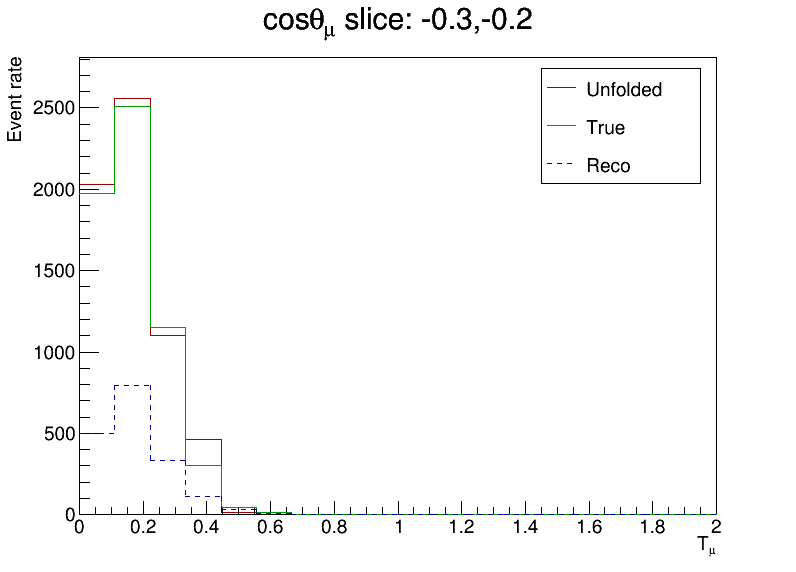 cosθμ slice: -0.3,-0.2
Event rate
2500
2000
1500
1000
500
0
Unfolded
True
Reco
0 0.2 0.4 0.6 0.8 1 1.2 1.4 1.6 1.8 2
Tμ